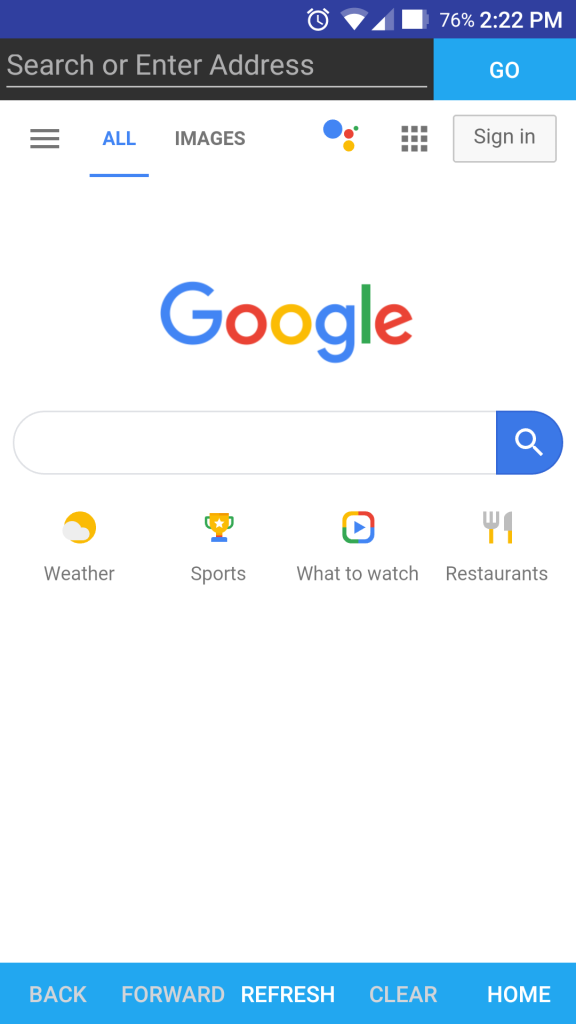 76% 2:22 PM
Search or Enter Address GO
ALL IMAGES Sign in
Google
Weather Sports What to watch Restaurants
BACK FORWARD REFRESH CLEAR HOME